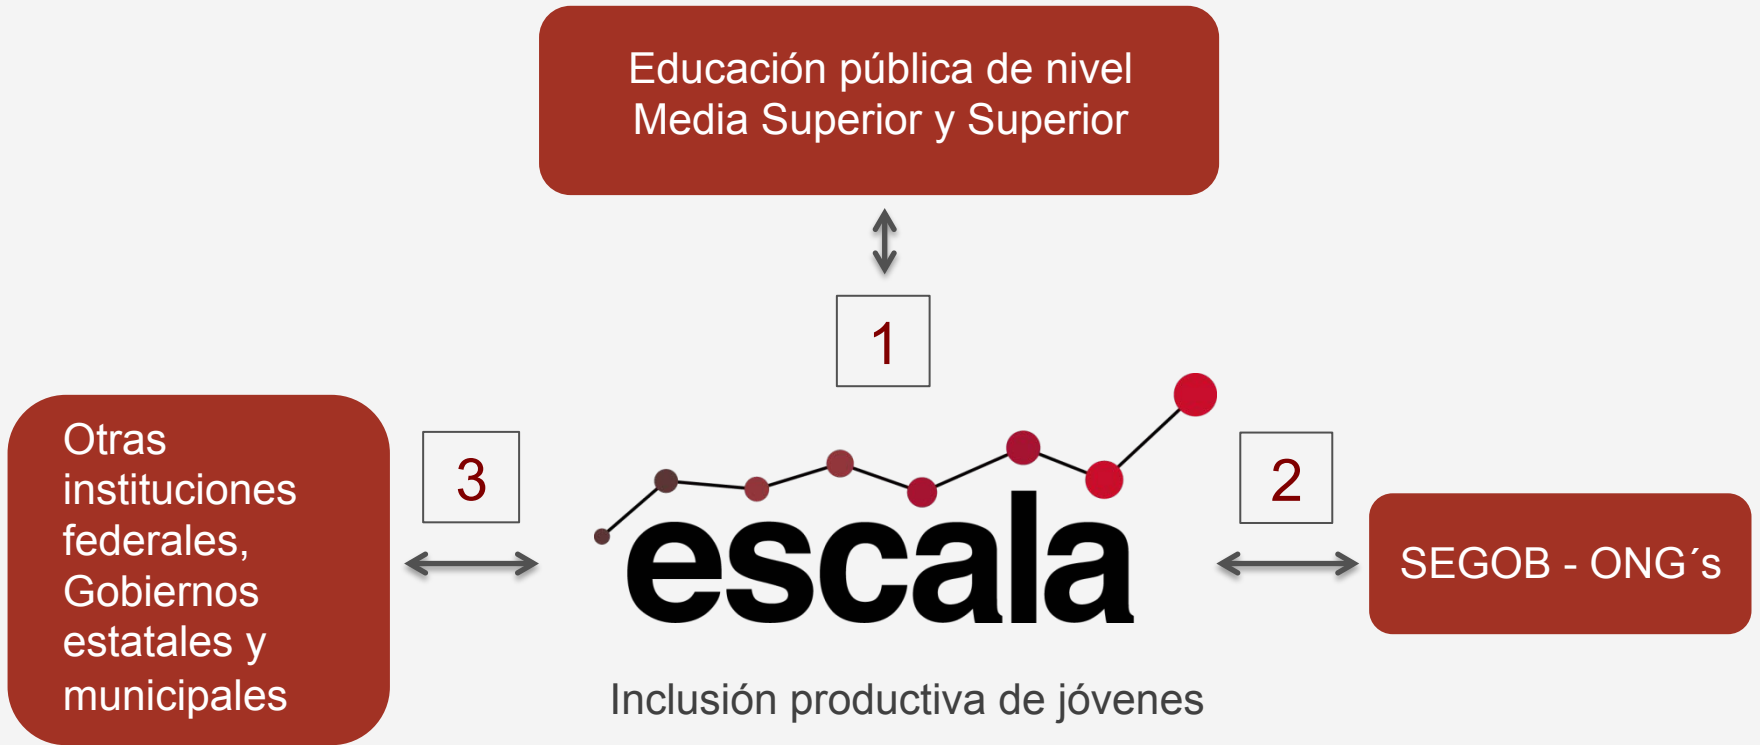 Educación pública de nivel
Media Superior y Superior
1
Otras
instituciones
federales,
Gobiernos
estatales y
municipales
3
escala
2
SEGOB - ONG´s
Inclusión productiva de jóvenes